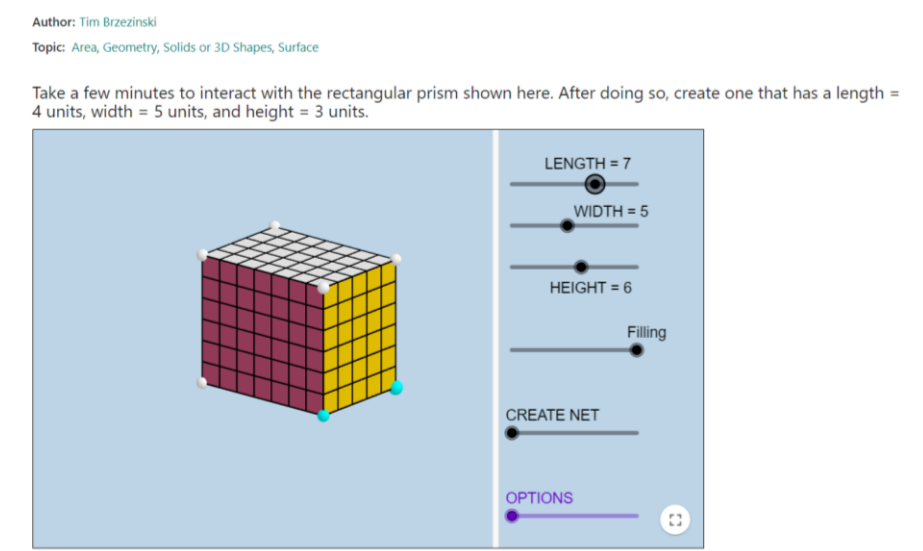 Author: Tim Brzezinski
Topic: Area, Geometry, Solids or 3D Shapes, Surface
Take a few minutes to interact with the rectangular prism shown here. After doing so, create one that has a length =
4 units, width = 5 units, and height = 3 units.
LENGTH = 7
WIDTH = 5
HEIGHT = 6
Filling
CREATE NET
OPTIONS